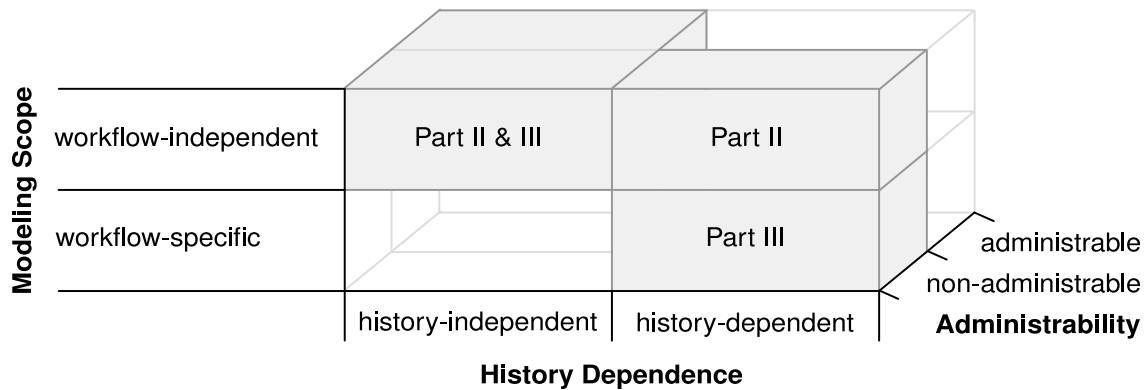 Modeling Scope
workflow-independent
Part II & III
Part II
workflow-specific
Part III
administrable
non-administrable
history-independent
history-dependent
Administrability
History Dependence